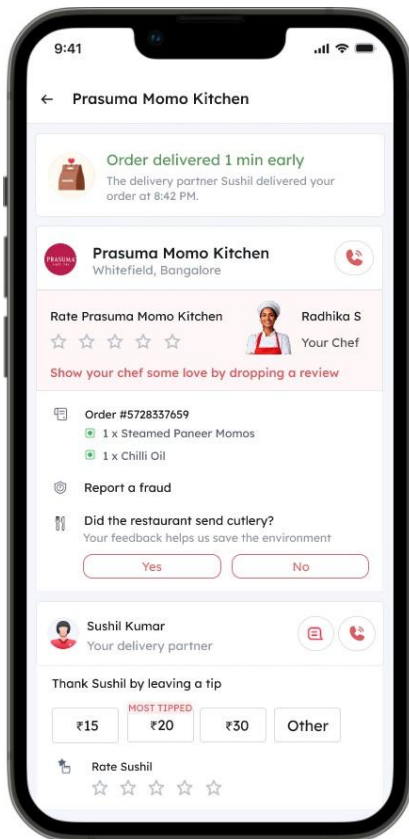 9:41
← Prasuma Momo Kitchen
Order delivered 1 min early
The delivery partner Sushil delivered your
order at 8:42 PM.
PRASUMA
Prasuma Momo Kitchen
Whitefield, Bangalore
Rate Prasuma Momo Kitchen
Radhika S
Your Chef
Show your chef some love by dropping a review
Order #5728337659
1 x Steamed Paneer Momos
1 x Chilli Oil
Report a fraud
Did the restaurant send cutlery?
Your feedback helps us save the environment
Yes No
Sushil Kumar
Your delivery partner
Thank Sushil by leaving a tip
MOST TIPPED
₹15 ₹20 ₹30 Other
Rate Sushil